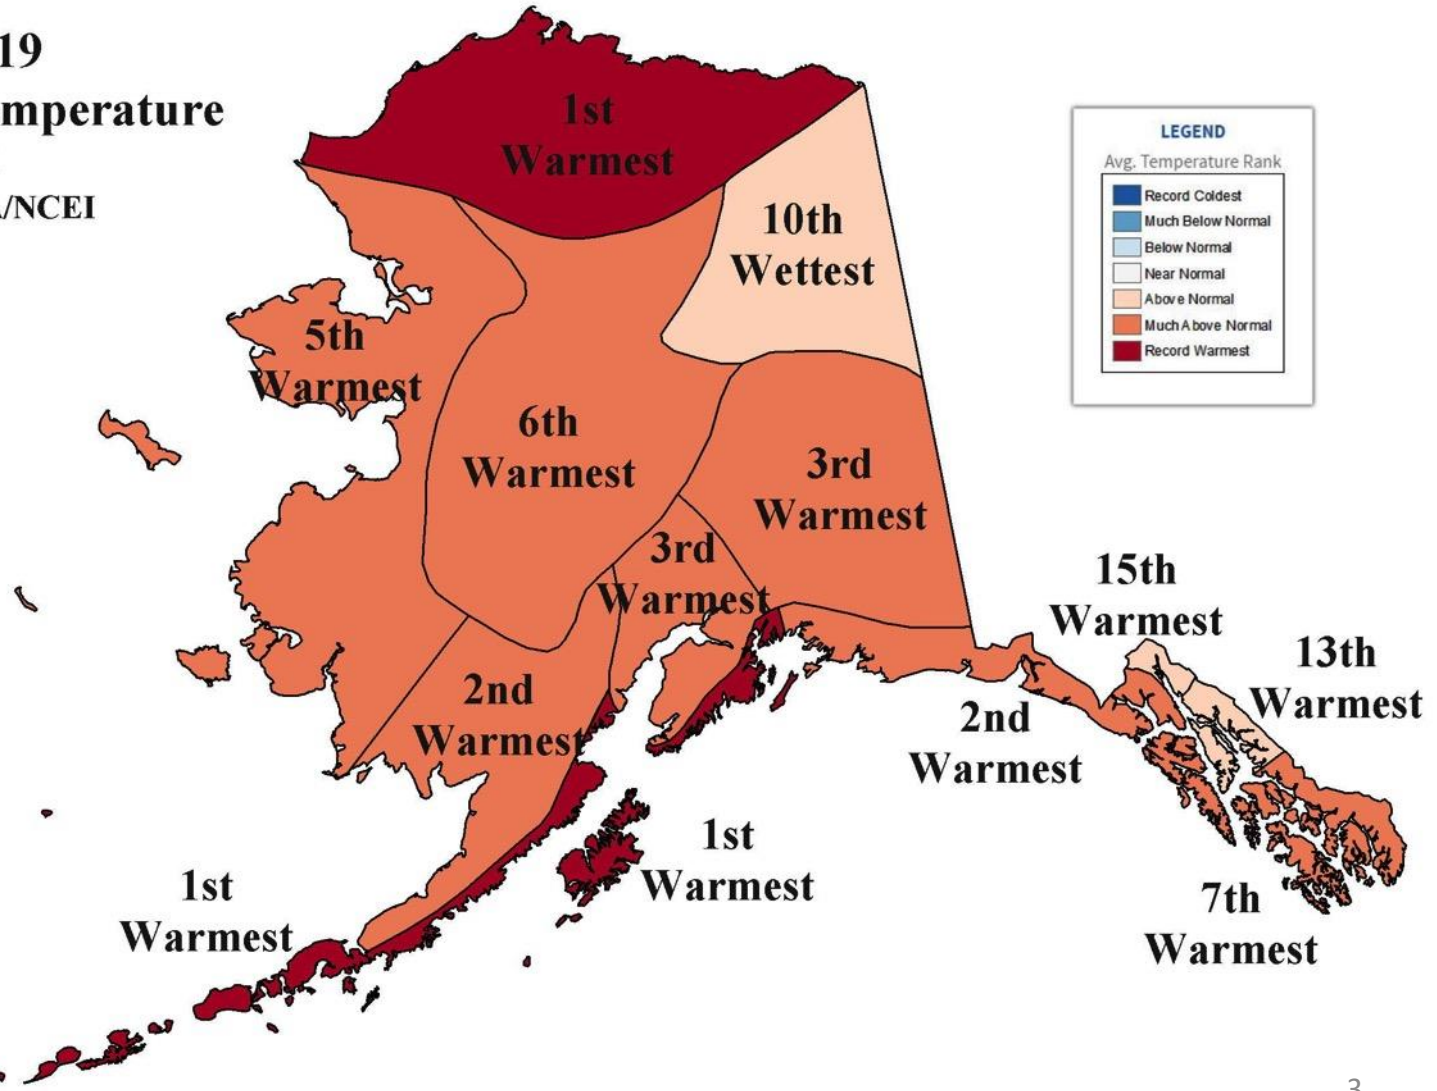 19
mperature
/NCEI
1st
Warmest
10th
Wettest
LEGEND
Avg. Temperature Rank
Record Coldest
Much Below Normal
Below Normal
Near Normal
Above Normal
Much Above Normal
Record Warmest
5th
Warmest
6th
Warmest
3rd
Warmest
3rd
Warmest
15th
Warmest
13th
Warmest
2nd
Warmest
2nd
Warmest
1st
Warmest
1st
Warmest
7th
Warmest
3